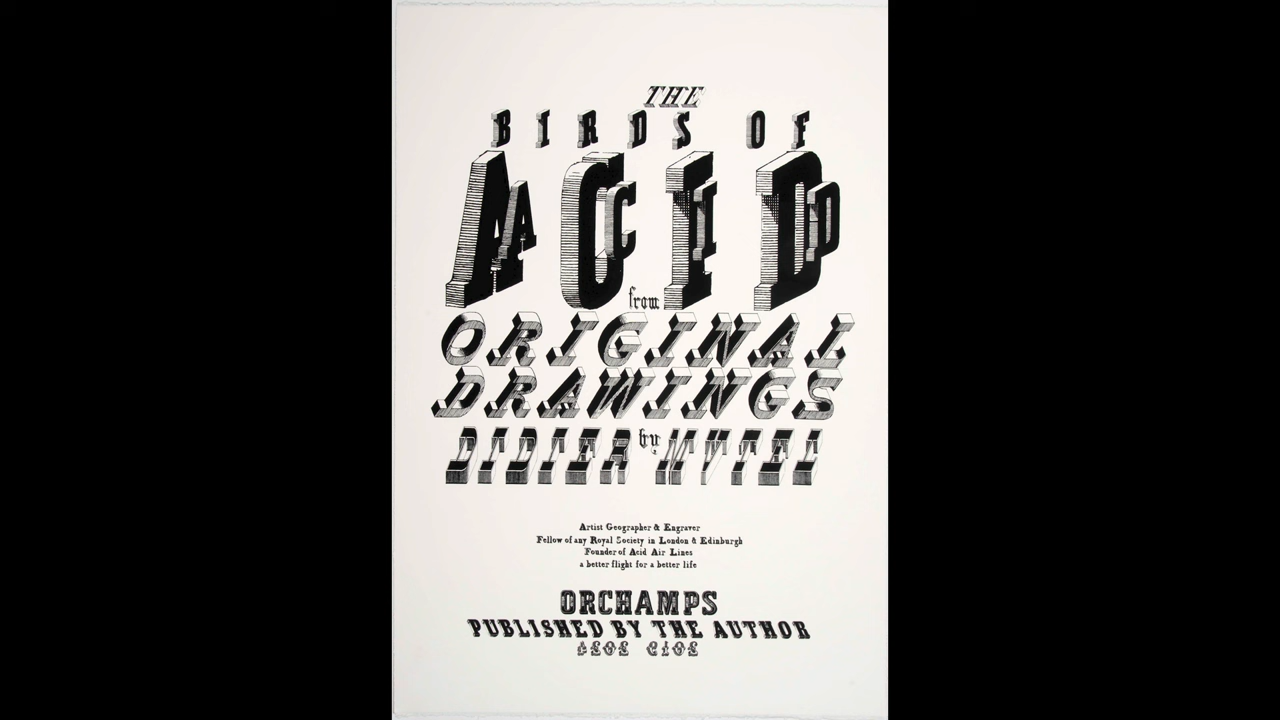 THE
BIRDS OF
ACID
ACID
from
ORIGINAL
DRAWINGS
by
DIDIER MUTEL
Artist Geographer & Engraver
Fellow of any Royal Society in London & Edinburgh
Founder of Acid Air Lines
a better flight for a better life
ORCHAMPS
PUBLISHED BY THE AUTHOR